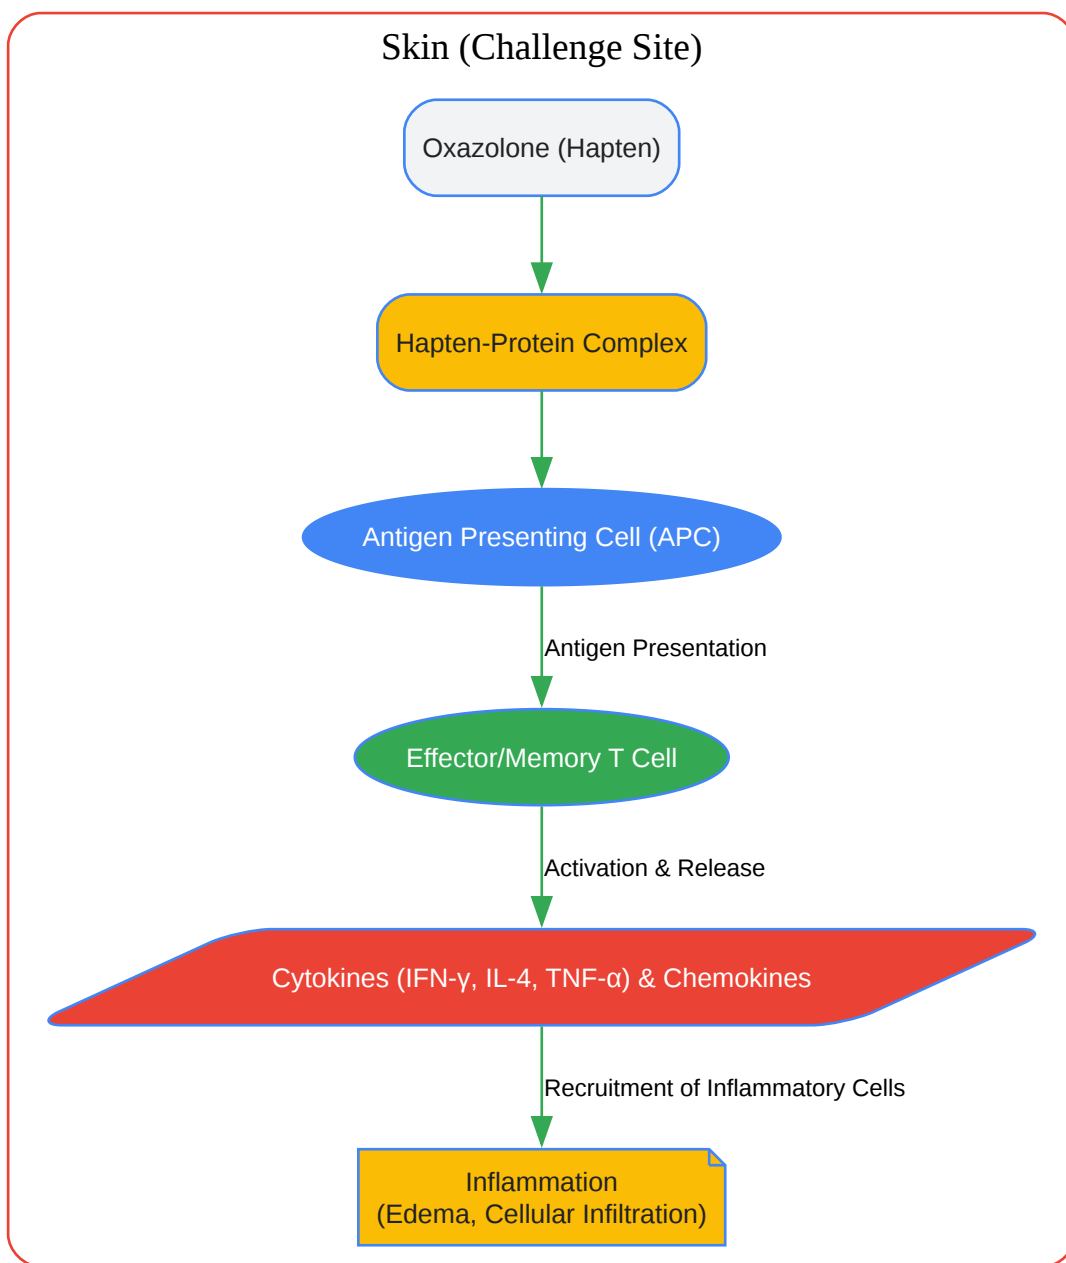 Skin (Challenge Site)
Oxazolone (Hapten)
Hapten-Protein Complex
Antigen Presenting Cell (APC)
Antigen Presentation
Effector/Memory T Cell
Activation & Release
Cytokines (IFN-γ, IL-4, TNF-α) & Chemokines
Recruitment of Inflammatory Cells
Inflammation
(Edema, Cellular Infiltration)